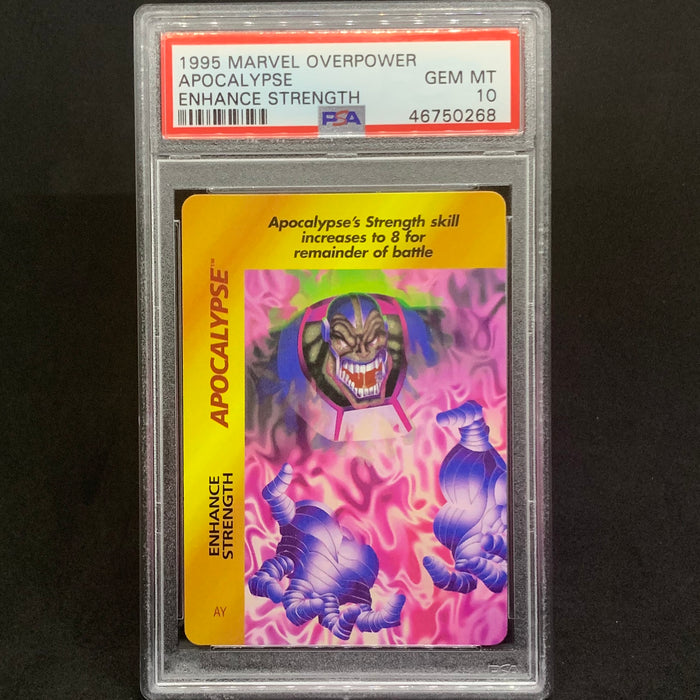 1995 MARVEL OVERPOWER
APOCALYPSE GEM MT
ENHANCE STRENGTH 10
PSA 46750268
Apocalypse's Strength skill
increases to 8 for
remainder of battle
APOCALYPSE™
ENHANCE
STRENGTH
AY
PSA